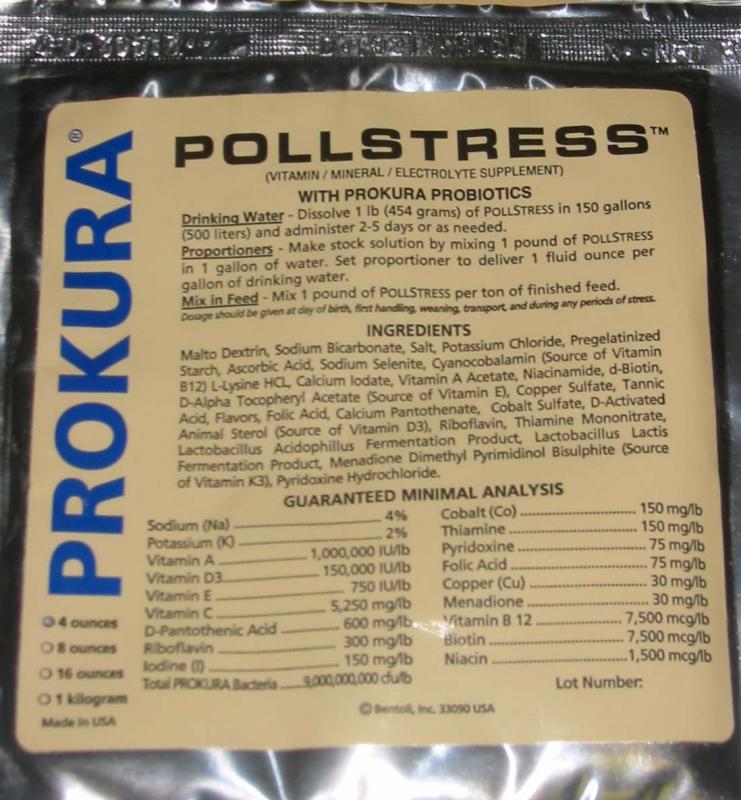 PROKURA®
POLLSTRESS™
(VITAMIN / MINERAL / ELECTROLYTE SUPPLEMENT)
WITH PROKURA PROBIOTICS
Drinking Water - Dissolve 1 lb (454 grams) of POLLSTRESS in 150 gallons
(500 liters) and administer 2-5 days or as needed.
Proportioners - Make stock solution by mixing 1 pound of POLLSTRESS
in 1 gallon of water. Set proportioner to deliver 1 fluid ounce per
gallon of drinking water.
Mix in Feed - Mix 1 pound of POLLSTRESS per ton of finished feed.
Dosage should be given at day of birth, first handling, weaning, transport, and during any periods of stress.
INGREDIENTS
Malto Dextrin, Sodium Bicarbonate, Salt, Potassium Chloride, Pregelatinized
Starch, Ascorbic Acid, Sodium Selenite, Cyanocobalamin (Source of Vitamin
B12) L-Lysine HCL, Calcium Iodate, Vitamin A Acetate, Niacinamide, d-Biotin,
D-Alpha Tocopheryl Acetate (Source of Vitamin E), Copper Sulfate, Tannic
Acid, Flavors, Folic Acid, Calcium Pantothenate, Cobalt Sulfate, D-Activated
Animal Sterol (Source of Vitamin D3), Riboflavin, Thiamine Mononitrate,
Lactobacillus Acidophillus Fermentation Product, Lactobacillus Lactis
Fermentation Product, Menadione Dimethyl Pyrimidinol Bisulphite (Source
of Vitamin K3), Pyridoxine Hydrochloride.
GUARANTEED MINIMAL ANALYSIS
Sodium (Na) 4%
Potassium (K) 2%
Vitamin A 1,000,000 IU/lb
Vitamin D3 150,000 IU/lb
Vitamin E 750 IU/lb
Vitamin C 5,250 mg/lb
D-Pantothenic Acid 600 mg/lb
Riboflavin 300 mg/lb
Iodine (I) 150 mg/lb
Total PROKURA Bacteria 9,000,000,000 cfu/lb
Cobalt (Co) 150 mg/lb
Thiamine 150 mg/lb
Pyridoxine 75 mg/lb
Folic Acid 75 mg/lb
Copper (Cu) 30 mg/lb
Menadione 30 mg/lb
Vitamin B 12 7,500 mcg/lb
Biotin 7,500 mcg/lb
Niacin 1,500 mcg/lb
Lot Number:
4 ounces
8 ounces
16 ounces
1 kilogram
Made In USA
© Bentoli, Inc. 33090 USA